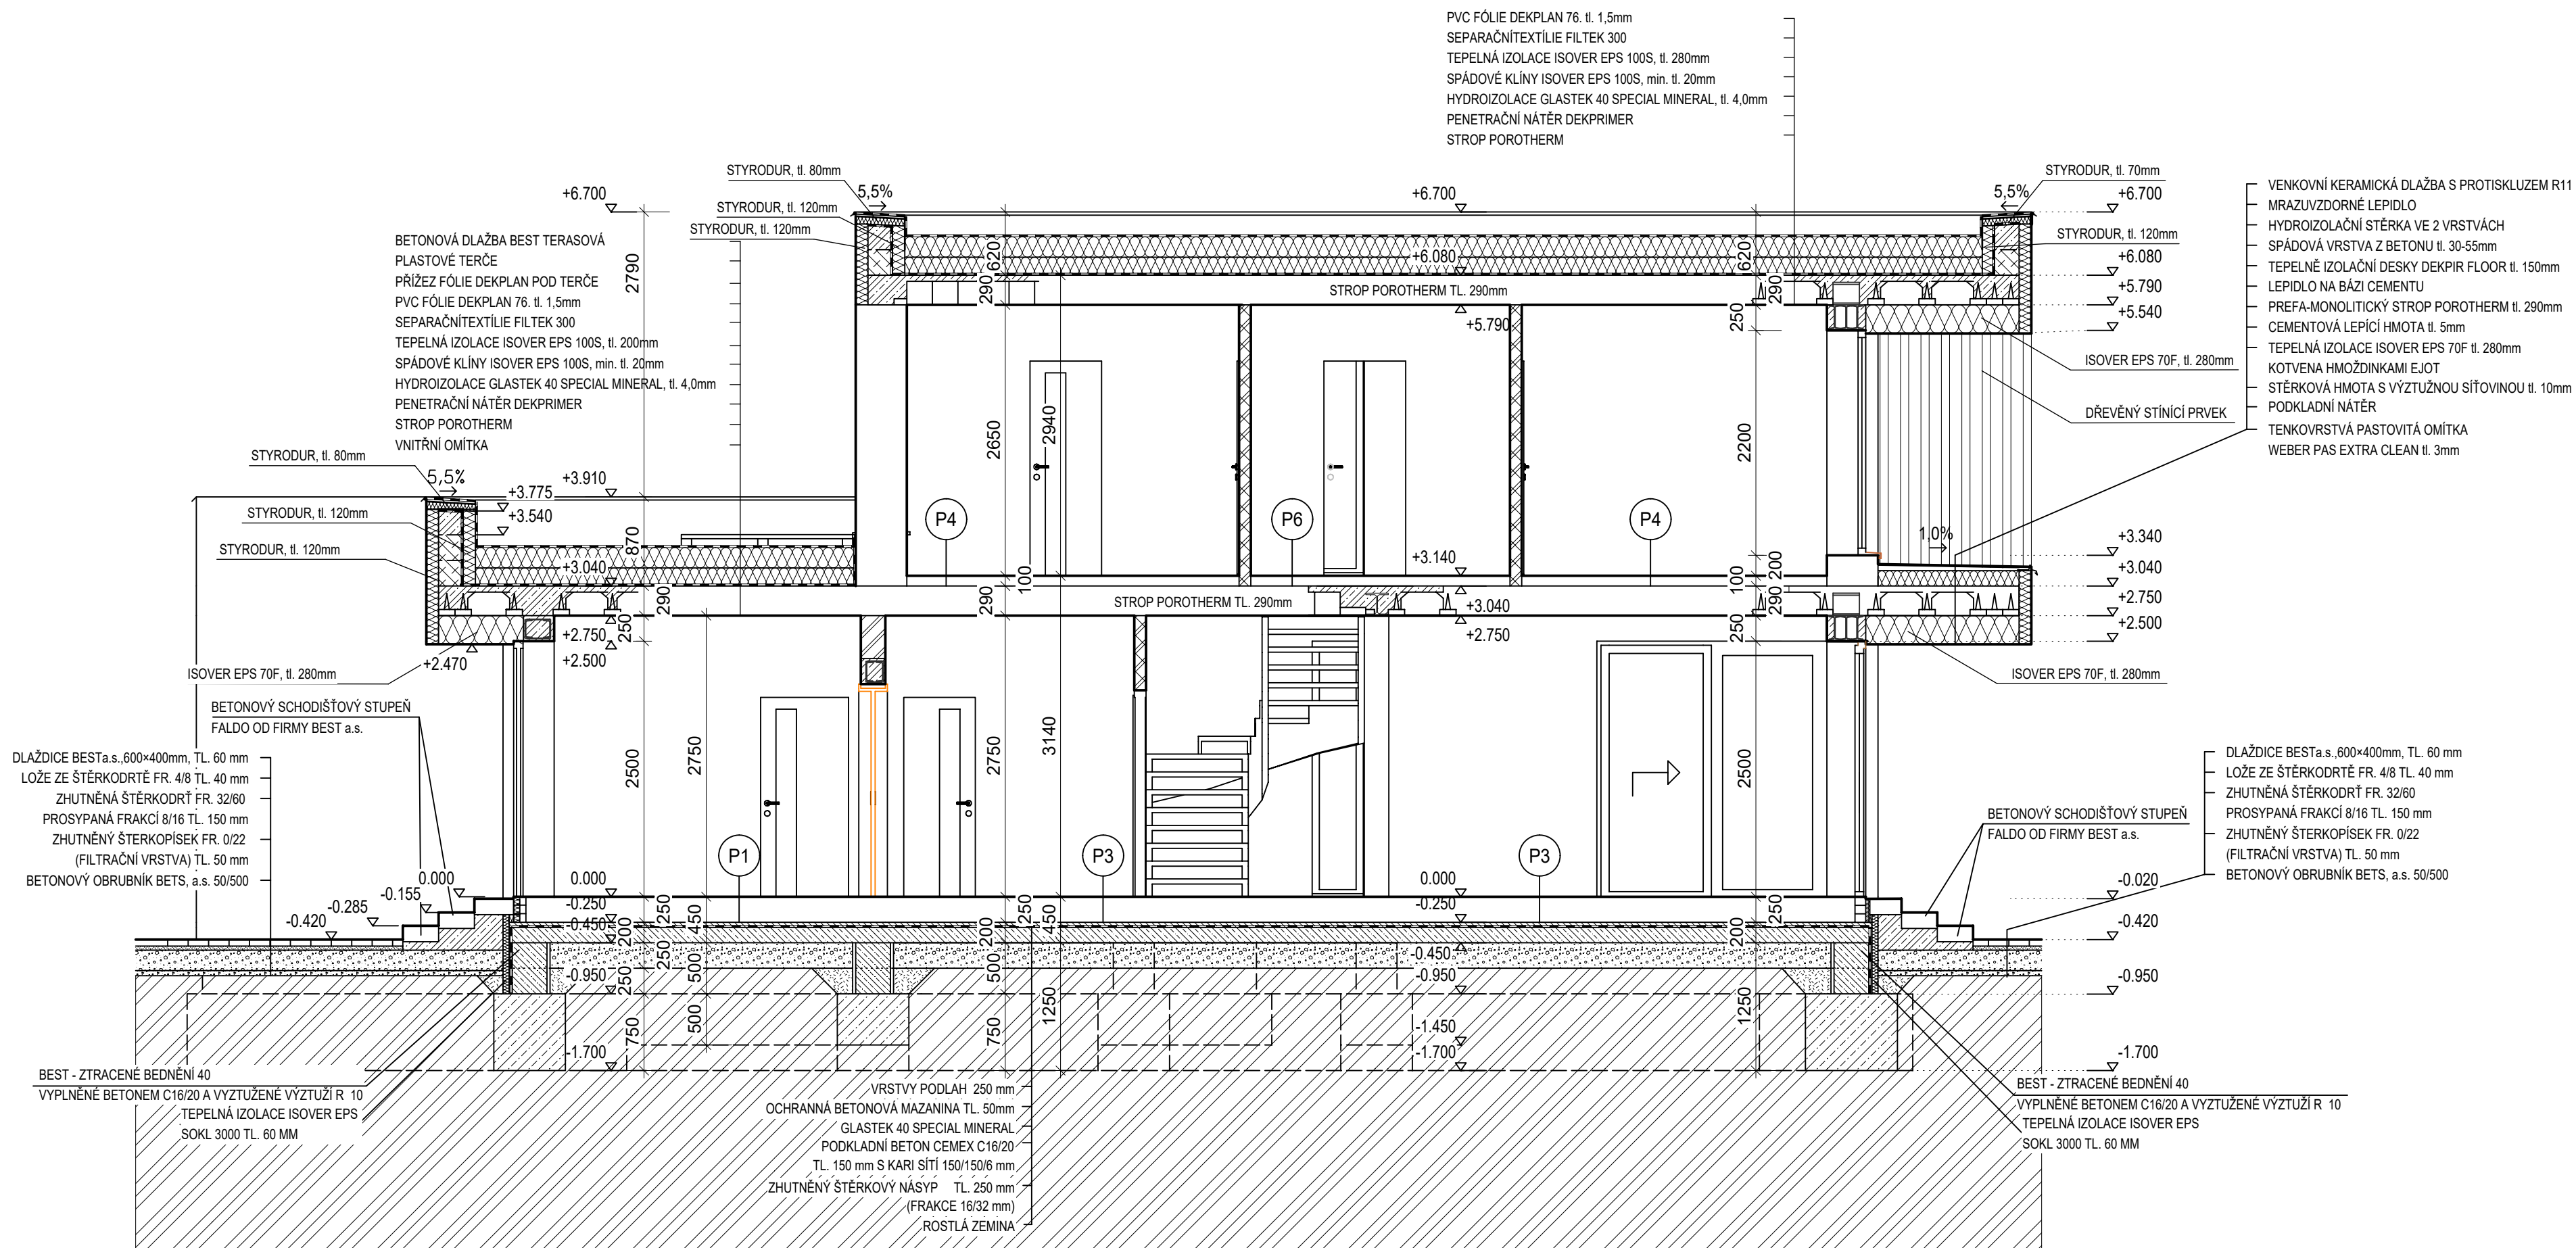 PVC FÓLIE DEKPLAN 76. tl. 1,5mm
SEPARAČNÍTEXTÍLIE FILTEK 300
TEPELNÁ IZOLACE ISOVER EPS 100S, tl. 280mm
SPÁDOVÉ KLÍNY ISOVER EPS 100S, min. tl. 20mm
HYDROIZOLACE GLASTEK 40 SPECIAL MINERAL, tl. 4,0mm
PENETRAČNÍ NÁTĚR DEKPRIMER
STROP POROTHERM
STYRODUR, tl. 80mm
STYRODUR, tl. 120mm
STYRODUR, tl. 120mm
5,5%
+6.700
+6.700
5,5%
STYRODUR, tl. 70mm
+6.700
STYRODUR, tl. 120mm
+6.080
+5.790
+5.540
VENKOVNÍ KERAMICKÁ DLAŽBA S PROTISKLUZEM R11
MRAZUVZDORNÉ LEPIDLO
HYDROIZOLAČNÍ STĚRKA VE 2 VRSTVÁCH
SPÁDOVÁ VRSTVA Z BETONU tl. 30-55mm
TEPELNĚ IZOLAČNÍ DESKY DEKPIR FLOOR tl. 150mm
LEPIDLO NA BÁZI CEMENTU
PREFA-MONOLITICKÝ STROP POROTHERM tl. 290mm
CEMENTOVÁ LEPÍCÍ HMOTA tl. 5mm
TEPELNÁ IZOLACE ISOVER EPS 70F tl. 280mm
KOTVENA HMOŽDINKAMI EJOT
STĚRKOVÁ HMOTA S VÝZTUŽNOU SÍŤOVINOU tl. 10mm
PODKLADNÍ NÁTĚR
TENKOVRSTVÁ PASTOVITÁ OMÍTKA
WEBER PAS EXTRA CLEAN tl. 3mm
BETONOVÁ DLAŽBA BEST TERASOVÁ
PLASTOVÉ TERČE
PŘÍŽEZ FÓLIE DEKPLAN POD TERČE
PVC FÓLIE DEKPLAN 76. tl. 1,5mm
SEPARAČNÍTEXTÍLIE FILTEK 300
TEPELNÁ IZOLACE ISOVER EPS 100S, tl. 200mm
SPÁDOVÉ KLÍNY ISOVER EPS 100S, min. tl. 20mm
HYDROIZOLACE GLASTEK 40 SPECIAL MINERAL, tl. 4,0mm
PENETRAČNÍ NÁTĚR DEKPRIMER
STROP POROTHERM
VNITŘNÍ OMÍTKA
2790
620
+6.080
620
290
STROP POROTHERM TL. 290mm
290
+5.790
250
ISOVER EPS 70F, tl. 280mm
DŘEVĚNÝ STÍNÍCÍ PRVEK
2650
2940
2200
STYRODUR, tl. 80mm
5,5%
+3.775
+3.910
+3.540
STYRODUR, tl. 120mm
STYRODUR, tl. 120mm
870
P4
P6
P4
1,0%
+3.340
+3.040
+2.750
+2.500
+3.040
+3.140
100
100
200
290
290
STROP POROTHERM TL. 290mm
+3.040
290
+2.750
+2.500
250
+2.750
250
+2.470
ISOVER EPS 70F, tl. 280mm
ISOVER EPS 70F, tl. 280mm
BETONOVÝ SCHODIŠŤOVÝ STUPEŇ
FALDO OD FIRMY BEST a.s.
2500
2750
2750
3140
2500
DLAŽDICE BESTa.s.,600×400mm, TL. 60 mm
LOŽE ZE ŠTĚRKODRTĚ FR. 4/8 TL. 40 mm
ZHUTNĚNÁ ŠTĚRKODRŤ FR. 32/60
PROSYPANÁ FRAKCÍ 8/16 TL. 150 mm
ZHUTNĚNÝ ŠTERKOPÍSEK FR. 0/22
(FILTRAČNÍ VRSTVA) TL. 50 mm
BETONOVÝ OBRUBNÍK BETS, a.s. 50/500
DLAŽDICE BESTa.s.,600×400mm, TL. 60 mm
LOŽE ZE ŠTĚRKODRTĚ FR. 4/8 TL. 40 mm
ZHUTNĚNÁ ŠTĚRKODRŤ FR. 32/60
PROSYPANÁ FRAKCÍ 8/16 TL. 150 mm
ZHUTNĚNÝ ŠTERKOPÍSEK FR. 0/22
(FILTRAČNÍ VRSTVA) TL. 50 mm
BETONOVÝ OBRUBNÍK BETS, a.s. 50/500
BETONOVÝ SCHODIŠŤOVÝ STUPEŇ
FALDO OD FIRMY BEST a.s.
P1
P3
P3
0.000
-0.155
-0.285
-0.420
0.000
-0.250
-0.450
-0.950
-1.700
0.000
-0.250
-0.450
-0.950
-1.450
-1.700
-0.020
-0.420
-0.950
-1.700
250
200
250
250
750
450
500
500
250
200
500
750
450
1250
250
200
1250
BEST - ZTRACENÉ BEDNĚNÍ 40
VYPLNĚNÉ BETONEM C16/20 A VYZTUŽENÉ VÝZTUŽÍ R 10
TEPELNÁ IZOLACE ISOVER EPS
SOKL 3000 TL. 60 MM
VRSTVY PODLAH 250 mm
OCHRANNÁ BETONOVÁ MAZANINA TL. 50mm
GLASTEK 40 SPECIAL MINERAL
PODKLADNÍ BETON CEMEX C16/20
TL. 150 mm S KARI SÍTÍ 150/150/6 mm
ZHUTNĚNÝ ŠTĚRKOVÝ NÁSYP TL. 250 mm
(FRAKCE 16/32 mm)
ROSTLÁ ZEMINA
BEST - ZTRACENÉ BEDNĚNÍ 40
VYPLNĚNÉ BETONEM C16/20 A VYZTUŽENÉ VÝZTUŽÍ R 10
TEPELNÁ IZOLACE ISOVER EPS
SOKL 3000 TL. 60 MM